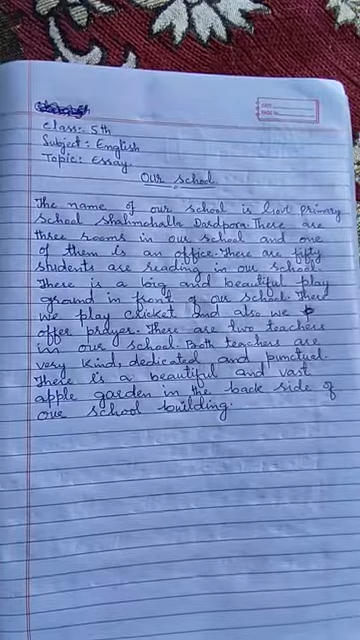 DATE
PAGE No.
Class:- 5th
Subject:- English
Topic:- Essay.
Our school
The name of our school is Govt primary
school Shahmohalla Dardpora. There are
three rooms in our school and one
of them is an office. There are fifty
students are reading in our school.
There is a big and beautiful play
ground in front of our school. There
we play cricket and also we
offer prayer. There are two teachers
in our school. Both teachers are
very kind, dedicated and punctual.
There is a beautiful and vast
apple garden in the back side of
our school building.